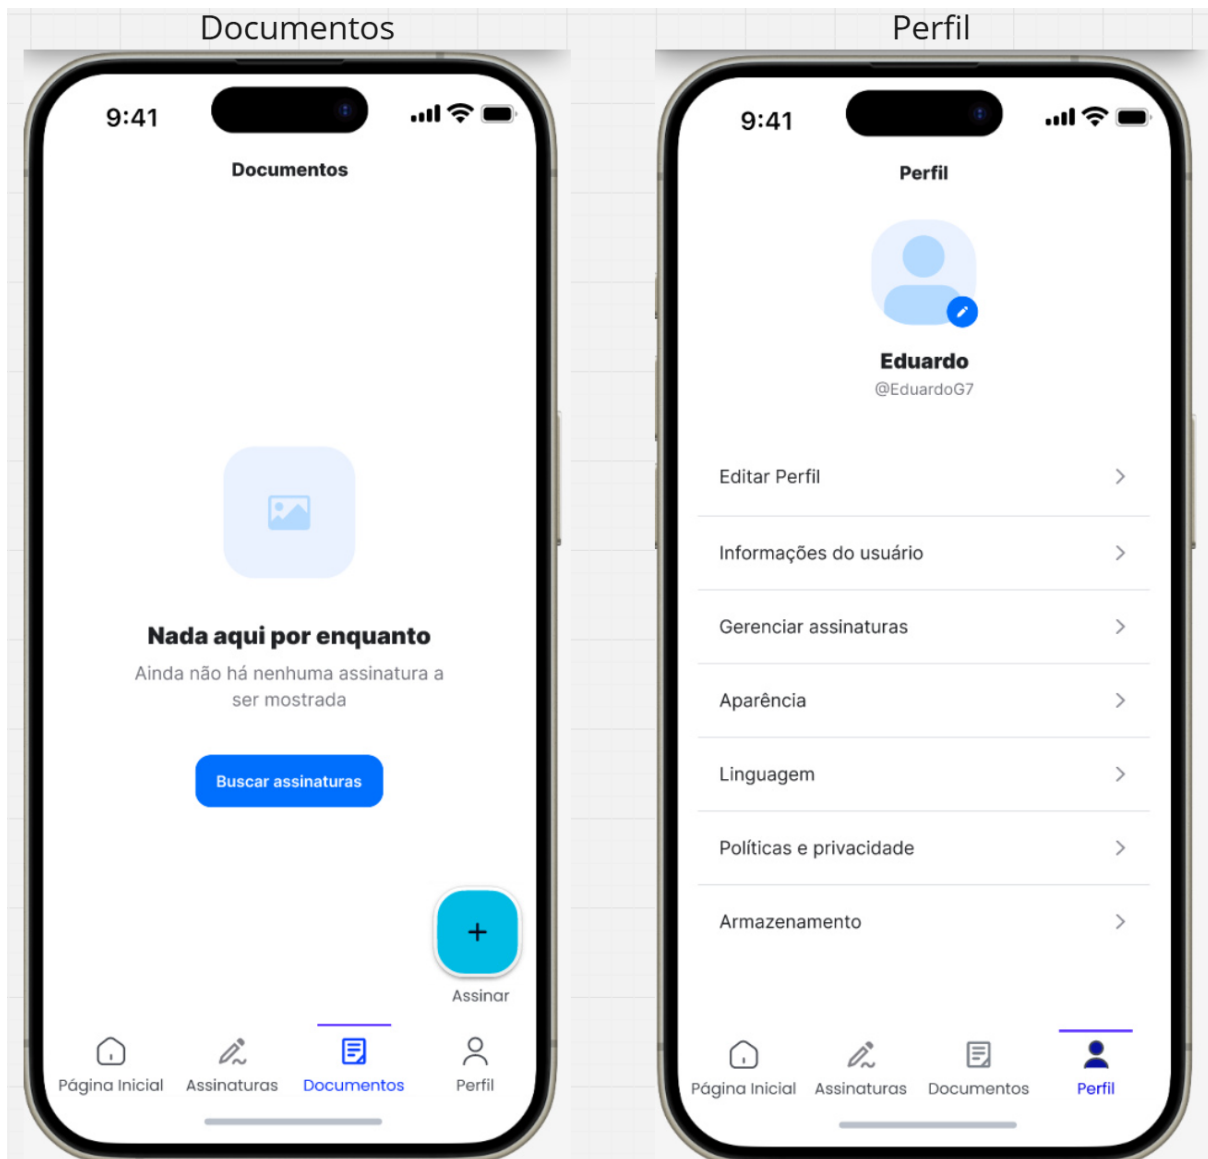 Documentos
9:41
Documentos
Nada aqui por enquanto
Ainda não há nenhuma assinatura a
ser mostrada
Buscar assinaturas
+
Assinar
Página Inicial
Assinaturas
Documentos
Perfil
Perfil
9:41
Perfil
Eduardo
@EduardoG7
Editar Perfil
Informações do usuário
Gerenciar assinaturas
Aparência
Linguagem
Políticas e privacidade
Armazenamento
Página Inicial
Assinaturas
Documentos
Perfil